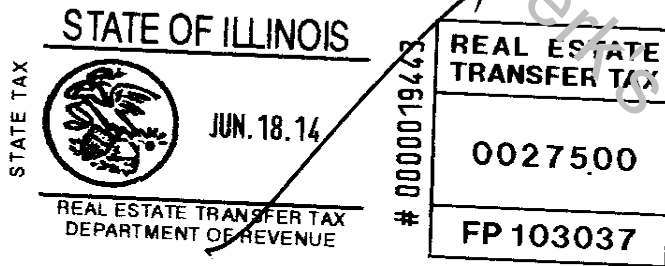 STATE OF ILLINOIS
STATE TAX
JUN.18.14
REAL ESTATE TRANSFER TAX
DEPARTMENT OF REVENUE
# 0000019443
REAL ESTATE
TRANSFER TAX
0027500
FP 103037